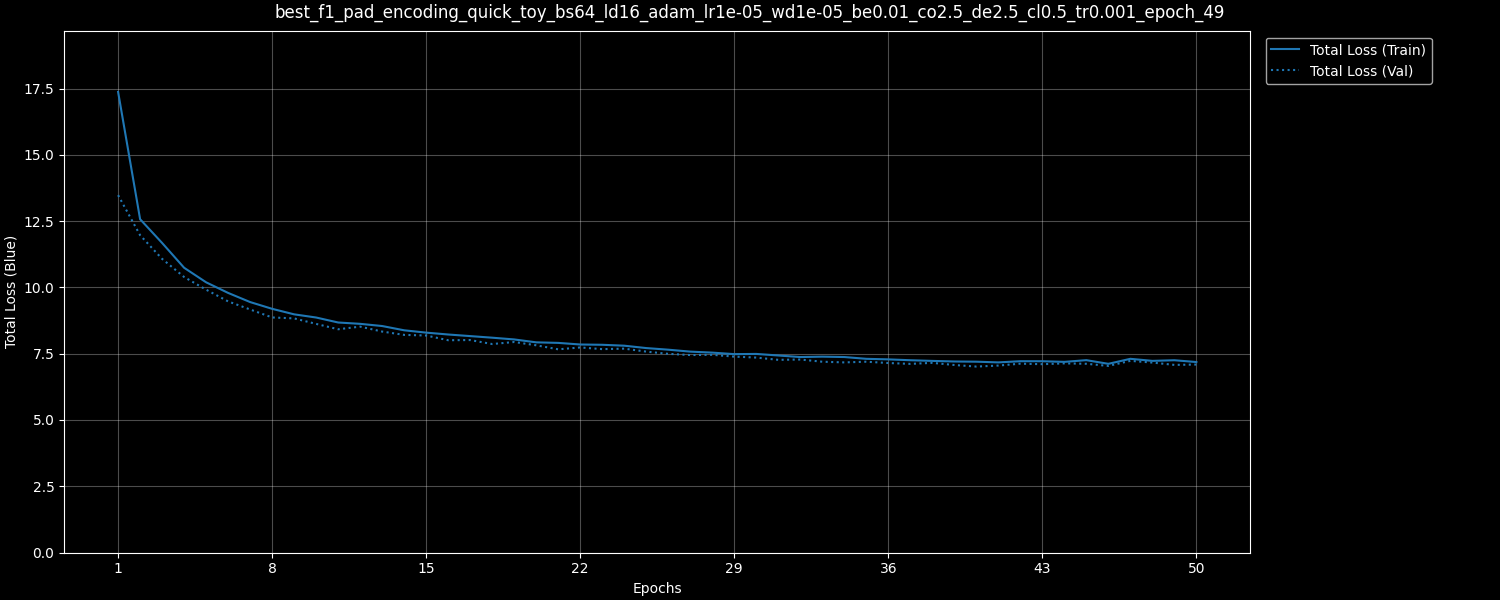 best_f1_pad_encoding_quick_toy_bs64_ld16_adam_lr1e-05_wd1e-05_be0.01_co2.5_de2.5_cl0.5_tr0.001_epoch_49
Total Loss (Train)
Total Loss (Val)
Total Loss (Blue)
17.5
15.0
12.5
10.0
7.5
5.0
2.5
0.0
1 8 15 22 29 36 43 50
Epochs